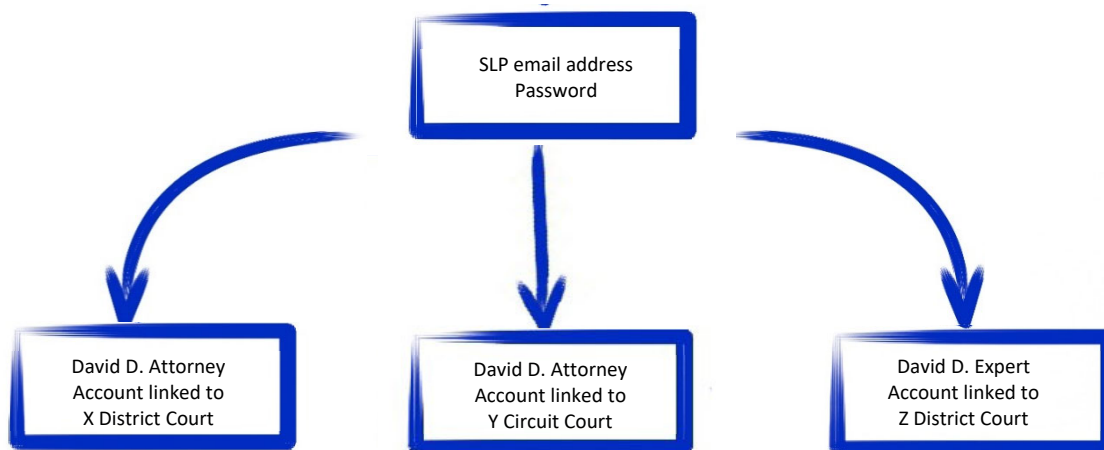 SLP email address
Password
David D. Attorney
Account linked to
X District Court
David D. Attorney
Account linked to
Y Circuit Court
David D. Expert
Account linked to
Z District Court